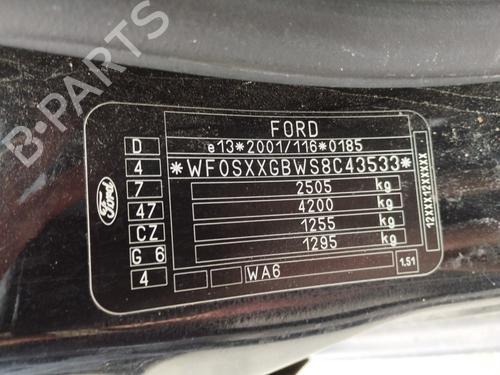 FORD
D e13*2001/116*0185
4 *WF0SXXGBWS8C43533*
7 2505 kg
47 4200 kg
CZ 1255 kg
G 6 1295 kg
4 WA6 1.51
12XXX12XXXXX
Ford
B-Parts